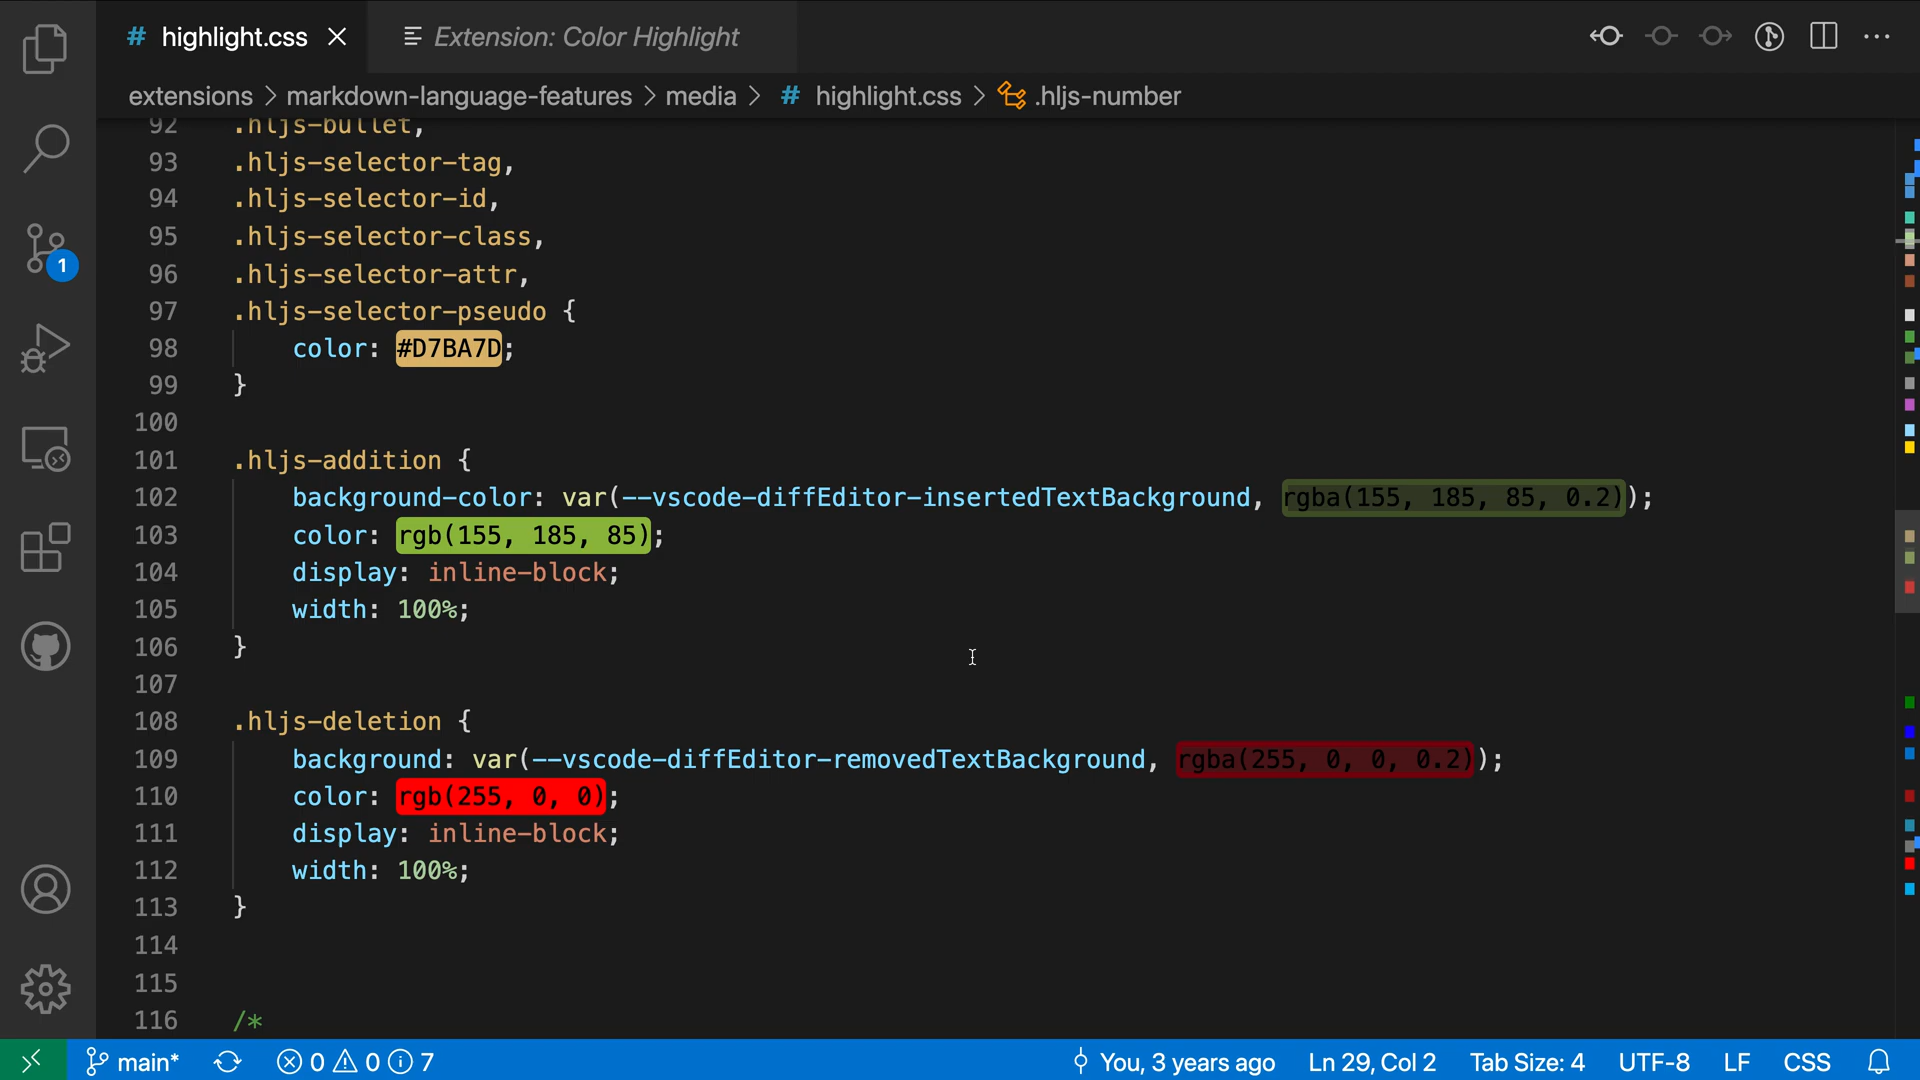 # highlight.css
Extension: Color Highlight
extensions > markdown-language-features > media > # highlight.css > .hljs-number
92 .hljs-bullet,
93 .hljs-selector-tag,
94 .hljs-selector-id,
95 .hljs-selector-class,
96 .hljs-selector-attr,
97 .hljs-selector-pseudo {
98 color: #D7BA7D;
99 }
100
101 .hljs-addition {
102 background-color: var(--vscode-diffEditor-insertedTextBackground, rgba(155, 185, 85, 0.2));
103 color: rgb(155, 185, 85);
104 display: inline-block;
105 width: 100%;
106 }
107
108 .hljs-deletion {
109 background: var(--vscode-diffEditor-removedTextBackground, rgba(255, 0, 0, 0.2));
110 color: rgb(255, 0, 0);
111 display: inline-block;
112 width: 100%;
113 }
114
115
116 /*
1
main* 0 0 7 You, 3 years ago Ln 29, Col 2 Tab Size: 4 UTF-8 LF CSS